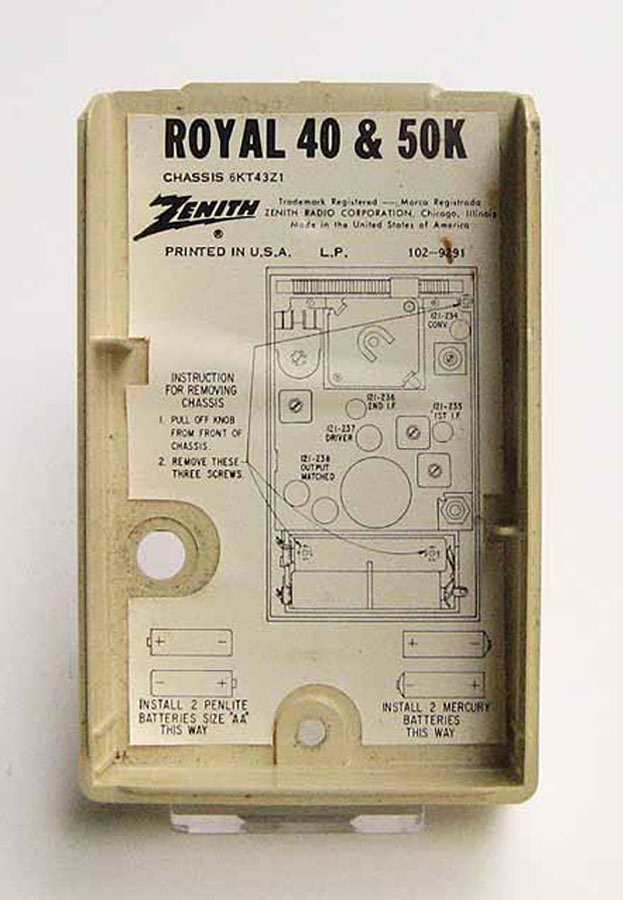 ROYAL 40 & 50K
CHASSIS 6KT43Z1
ZENITH
®
Trademark Registered — Marca Registrada
ZENITH RADIO CORPORATION, Chicago, Illinois
Made in the United States of America
PRINTED IN U.S.A. L.P. 102-9291
121-234
CONV.
INSTRUCTION
FOR REMOVING
CHASSIS
1. PULL OFF KNOB
FROM FRONT OF
CHASSIS.
2. REMOVE THESE
THREE SCREWS.
121-236
2ND I.F.
121-235
1ST I.F.
121-237
DRIVER
121-238
OUTPUT
MATCHED
+ -
- +
INSTALL 2 PENLITE
BATTERIES SIZE "AA"
THIS WAY
+ -
- +
INSTALL 2 MERCURY
BATTERIES
THIS WAY